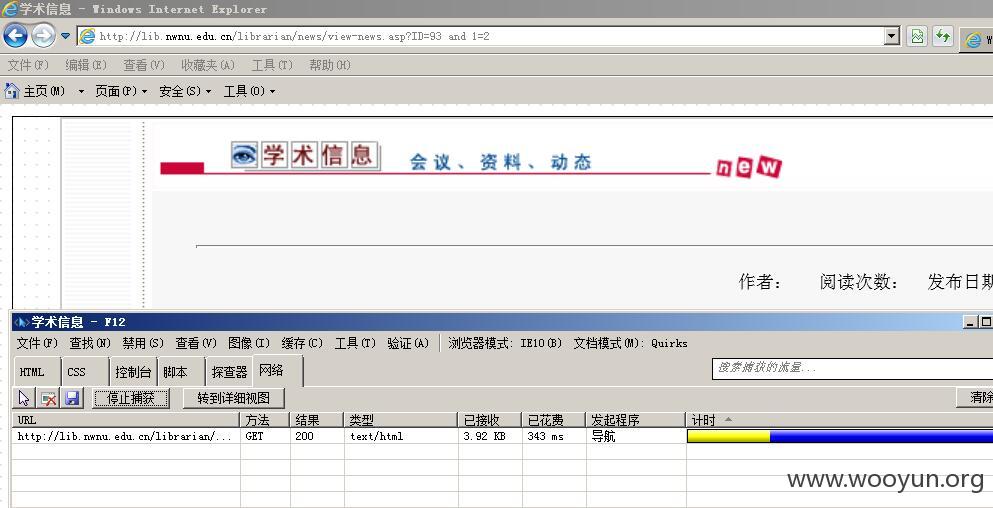 学术信息 - Windows Internet Explorer
http://lib.nwnu.edu.cn/librarian/news/view-news.asp?ID=93 and 1=2
文件(F) 编辑(E) 查看(V) 收藏夹(A) 工具(T) 帮助(H)
主页(M) 页面(P) 安全(S) 工具(O)
学术信息 会议、资料、动态 new
作者: 阅读次数: 发布日期
学术信息 - F12
文件(F) 查找(N) 禁用(S) 查看(V) 图像(I) 缓存(C) 工具(T) 验证(A) 浏览器模式: IE10(B) 文档模式(M): Quirks
HTML CSS 控制台 脚本 探查器 网络 搜索捕获的流量...
停止捕获 转到详细视图 清除
URL 方法 结果 类型 已接收 已花费 发起程序 计时
http://lib.nwnu.edu.cn/librarian/... GET 200 text/html 3.92 KB 343 ms 导航
www.wooyun.org